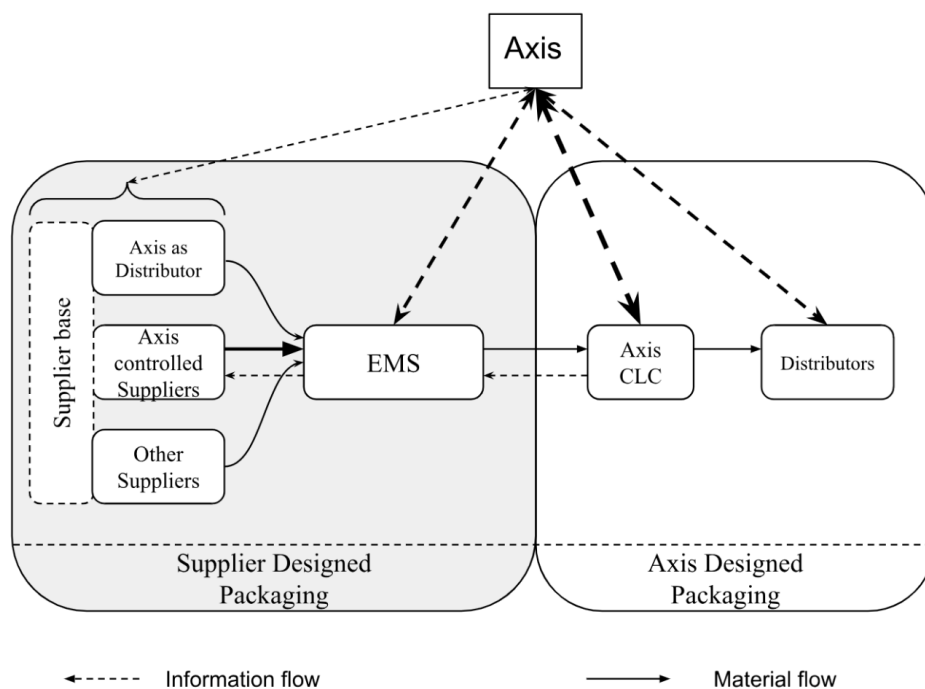 Axis
Supplier base
Axis as
Distributor
Axis
controlled
Suppliers
Other
Suppliers
EMS
Axis
CLC
Distributors
Supplier Designed
Packaging
Axis Designed
Packaging
Information flow
Material flow